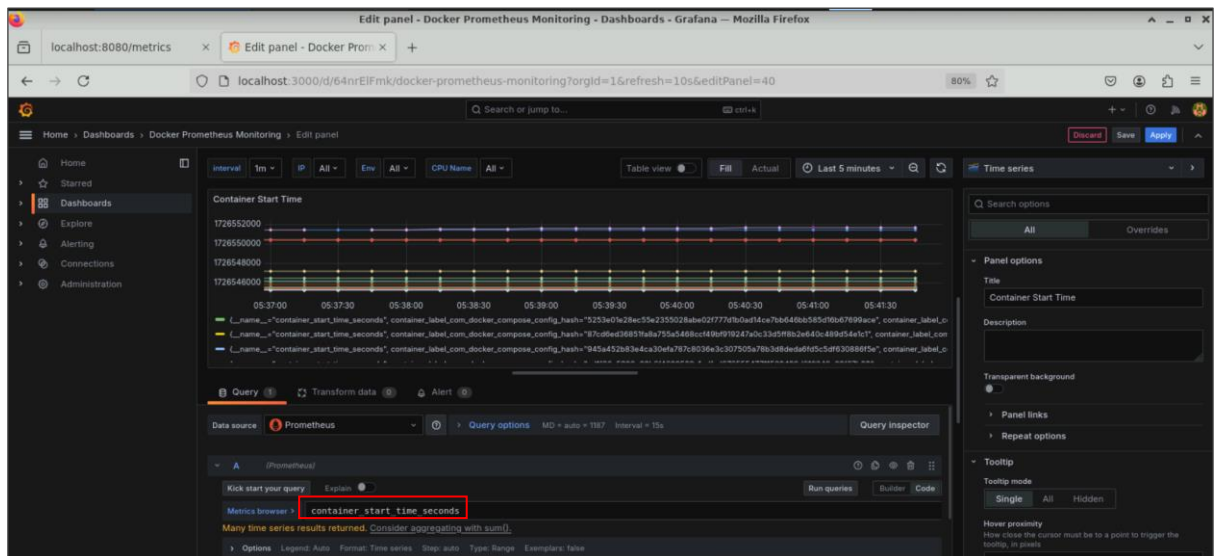 Edit panel - Docker Prometheus Monitoring - Dashboards - Grafana — Mozilla Firefox
localhost:8080/metrics
Edit panel - Docker Prom
localhost:3000/d/64nrElFmk/docker-prometheus-monitoring?orgId=1&refresh=10s&editPanel=40
80%
Search or jump to...
ctrl+k
Home > Dashboards > Docker Prometheus Monitoring > Edit panel
Discard Save Apply
Home
Starred
Dashboards
Explore
Alerting
Connections
Administration
interval 1m IP All Env All CPU Name All
Table view Fill Actual Last 5 minutes
Container Start Time
1726552000
1726550000
1726548000
1726546000
05:37:00 05:37:30 05:38:00 05:38:30 05:39:00 05:39:30 05:40:00 05:40:30 05:41:00 05:41:30
{__name__="container_start_time_seconds", container_label_com_docker_compose_config_hash=
{__name__="container_start_time_seconds", container_label_com_docker_compose_config_hash=
{__name__="container_start_time_seconds", container_label_com_docker_compose_config_hash=
Query 1 Transform data 0 Alert 0
Data source Prometheus
Query options MD = auto = 1187 Interval = 15s
Query inspector
A (Prometheus)
Kick start your query Explain
Run queries Builder Code
Metrics browser > container_start_time_seconds
Many time series results returned. Consider aggregating with sum().
Options Legend: Auto Format: Time series Step: auto Type: Range Exemplars: false
Time series
Search options
All Overrides
Panel options
Title
Container Start Time
Description
Transparent background
Panel links
Repeat options
Tooltip
Tooltip mode
Single All Hidden
Hover proximity
How close the cursor must be to a point to trigger the
tooltip, in pixels